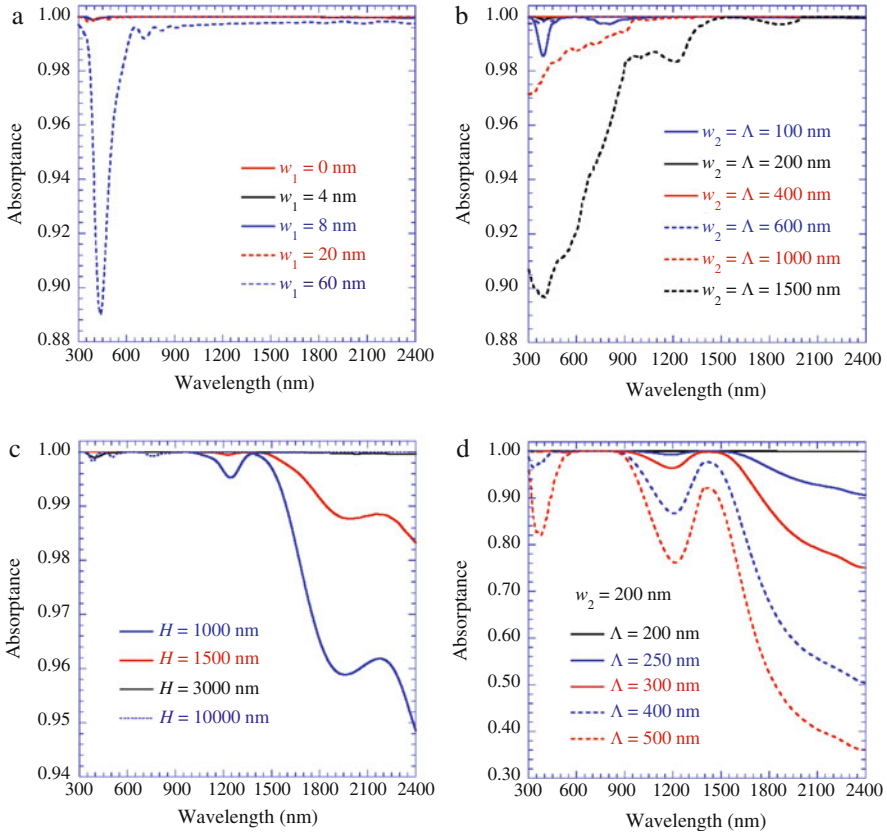 a
1.00
0.98
0.96
0.94
0.92
0.90
0.88
Absorptance
w1 = 0 nm
w1 = 4 nm
w1 = 8 nm
w1 = 20 nm
w1 = 60 nm
300 600 900 1200 1500 1800 2100 2400
Wavelength (nm)
b
1.00
0.98
0.96
0.94
0.92
0.90
0.88
Absorptance
w2 = Λ = 100 nm
w2 = Λ = 200 nm
w2 = Λ = 400 nm
w2 = Λ = 600 nm
w2 = Λ = 1000 nm
w2 = Λ = 1500 nm
300 600 900 1200 1500 1800 2100 2400
Wavelength (nm)
c
1.00
0.99
0.98
0.97
0.96
0.95
0.94
Absorptance
H = 1000 nm
H = 1500 nm
H = 3000 nm
H = 10000 nm
300 600 900 1200 1500 1800 2100 2400
Wavelength (nm)
d
1.00
0.90
0.80
0.70
0.60
0.50
0.40
0.30
Absorptance
w2 = 200 nm
Λ = 200 nm
Λ = 250 nm
Λ = 300 nm
Λ = 400 nm
Λ = 500 nm
300 600 900 1200 1500 1800 2100 2400
Wavelength (nm)